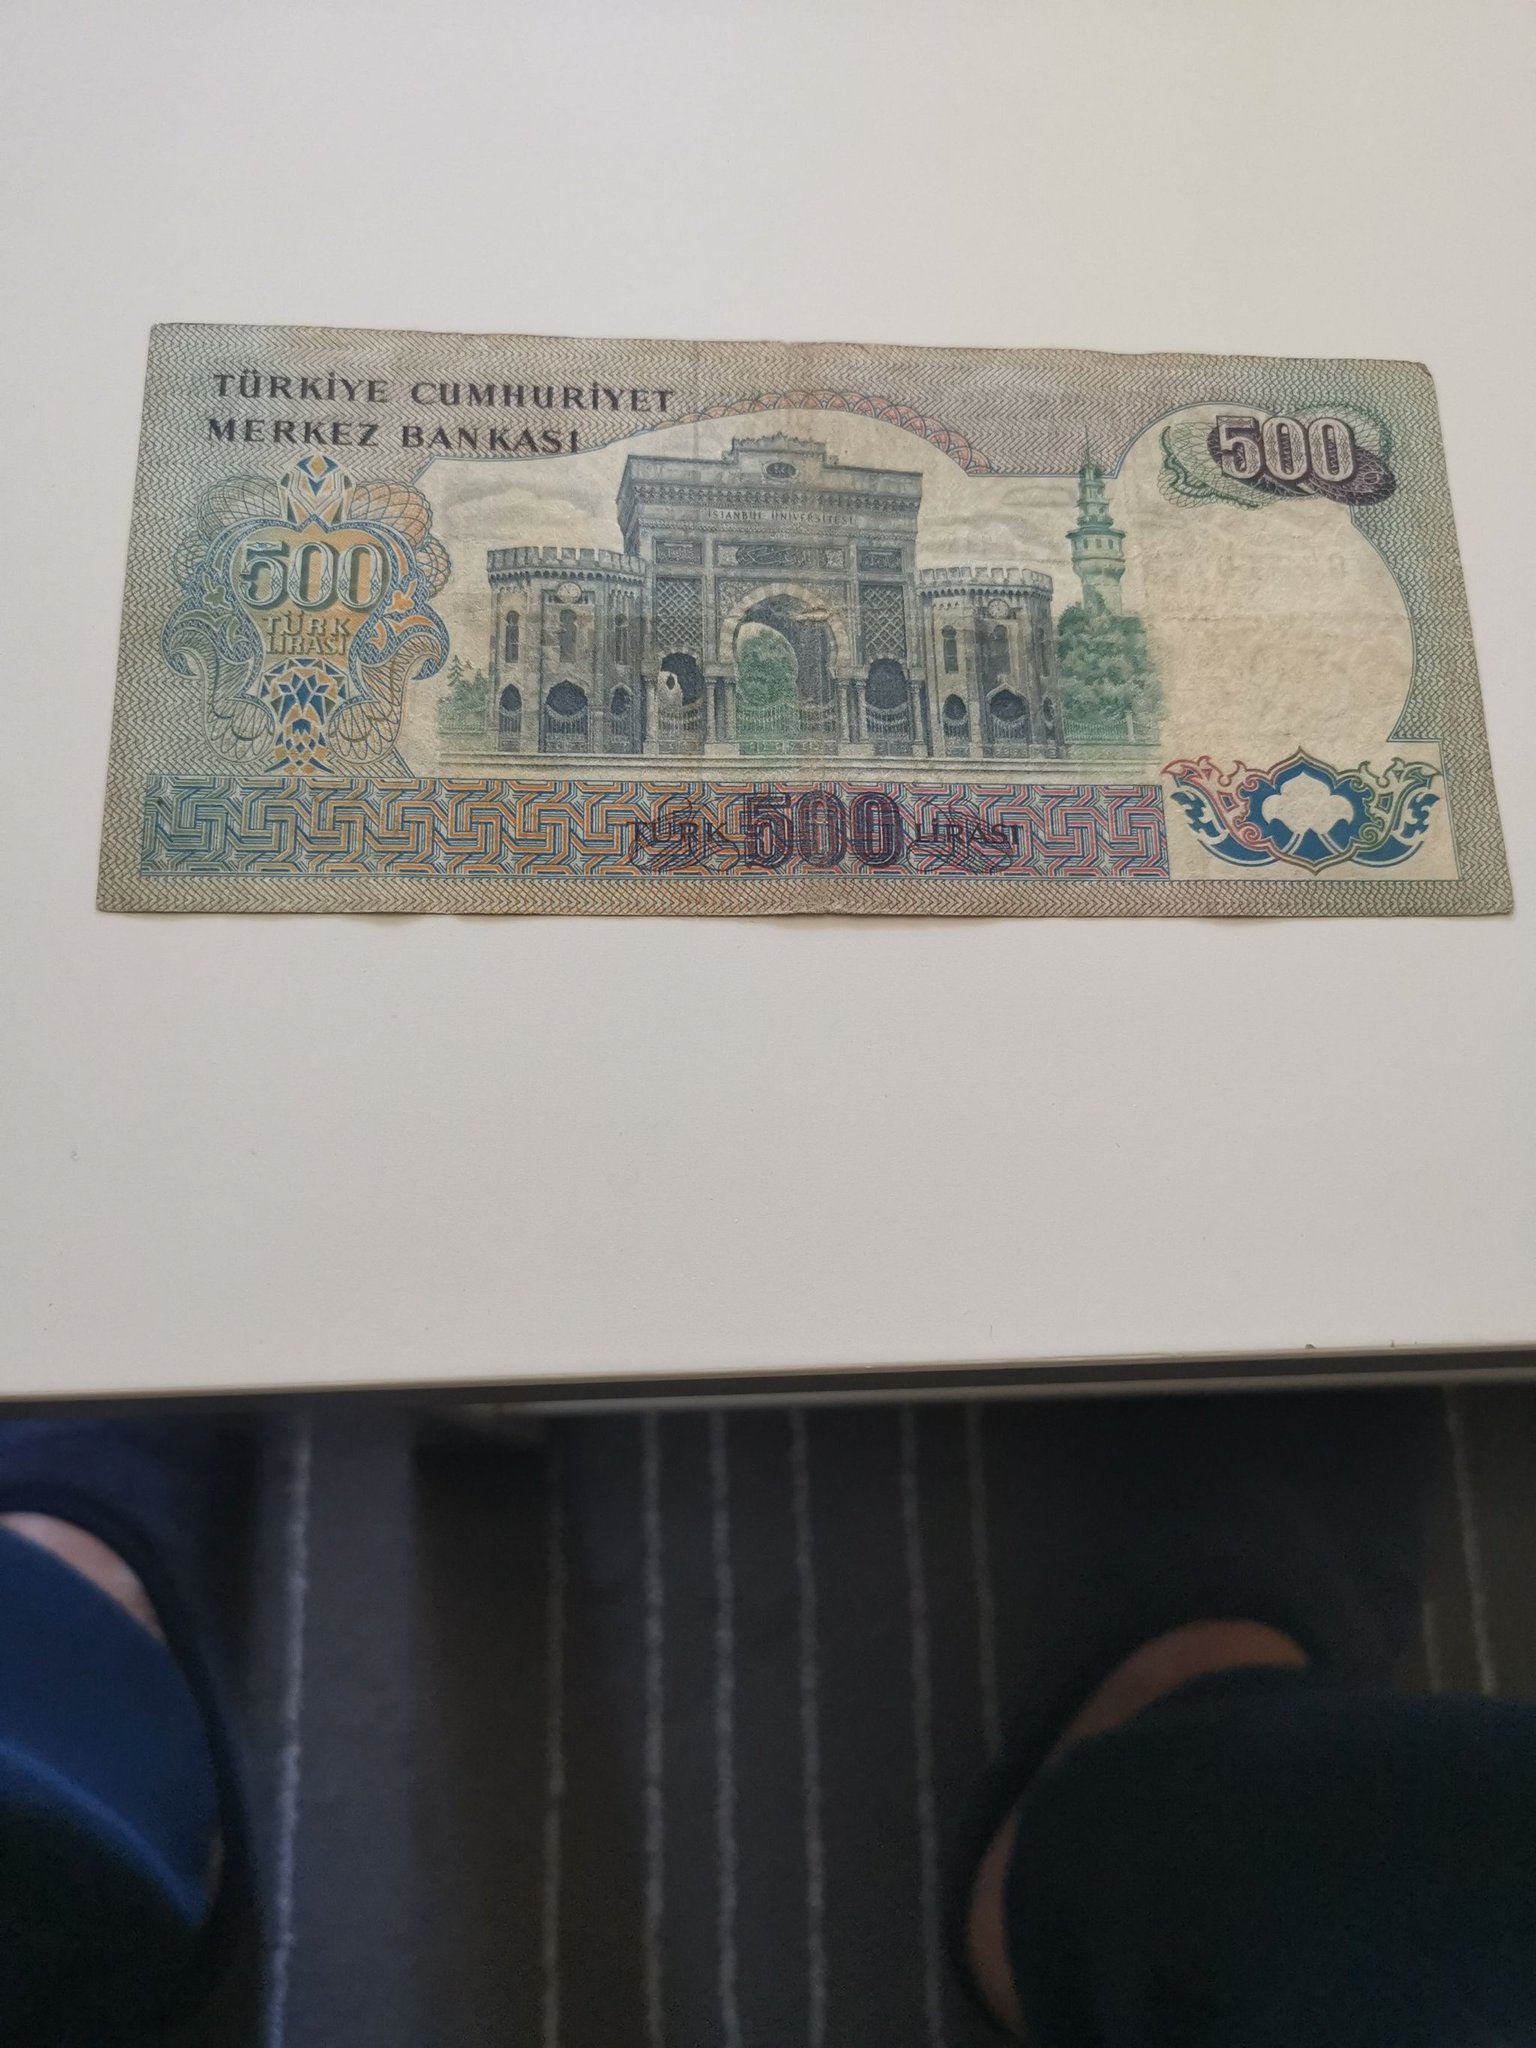 TÜRKİYE CUMHURİYET
MERKEZ BANKASI
500
500
TÜRK
LİRASI
İSTANBUL ÜNİVERSİTESİ
TÜRK 500 LİRASI